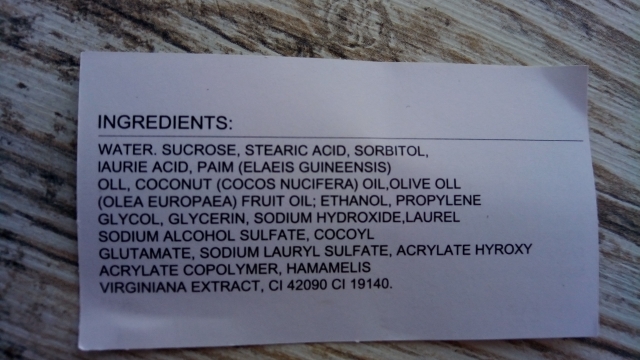 INGREDIENTS:
WATER. SUCROSE, STEARIC ACID, SORBITOL,
IAURIE ACID, PAIM (ELAEIS GUINEENSIS)
OLL, COCONUT (COCOS NUCIFERA) OIL,OLIVE OLL
(OLEA EUROPAEA) FRUIT OIL; ETHANOL, PROPYLENE
GLYCOL, GLYCERIN, SODIUM HYDROXIDE,LAUREL
SODIUM ALCOHOL SULFATE, COCOYL
GLUTAMATE, SODIUM LAURYL SULFATE, ACRYLATE HYROXY
ACRYLATE COPOLYMER, HAMAMELIS
VIRGINIANA EXTRACT, CI 42090 CI 19140.